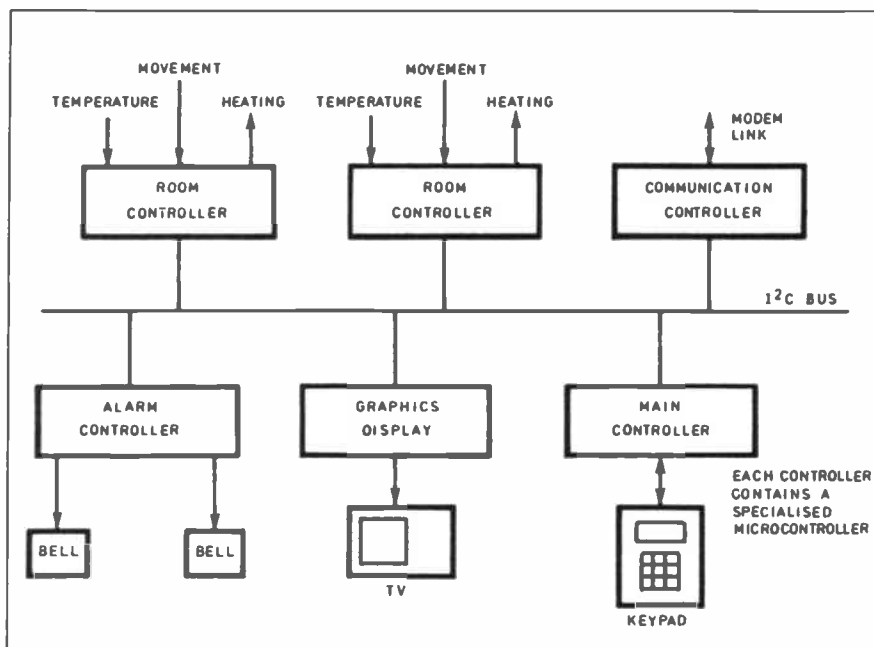 MOVEMENT
TEMPERATURE
HEATING
ROOM
CONTROLLER
MOVEMENT
TEMPERATURE
HEATING
ROOM
CONTROLLER
MODEM
LINK
COMMUNICATION
CONTROLLER
I²C BUS
ALARM
CONTROLLER
GRAPHICS
DISPLAY
MAIN
CONTROLLER
BELL
BELL
TV
EACH CONTROLLER
CONTAINS A
SPECIALISED
MICROCONTROLLER
KEYPAD